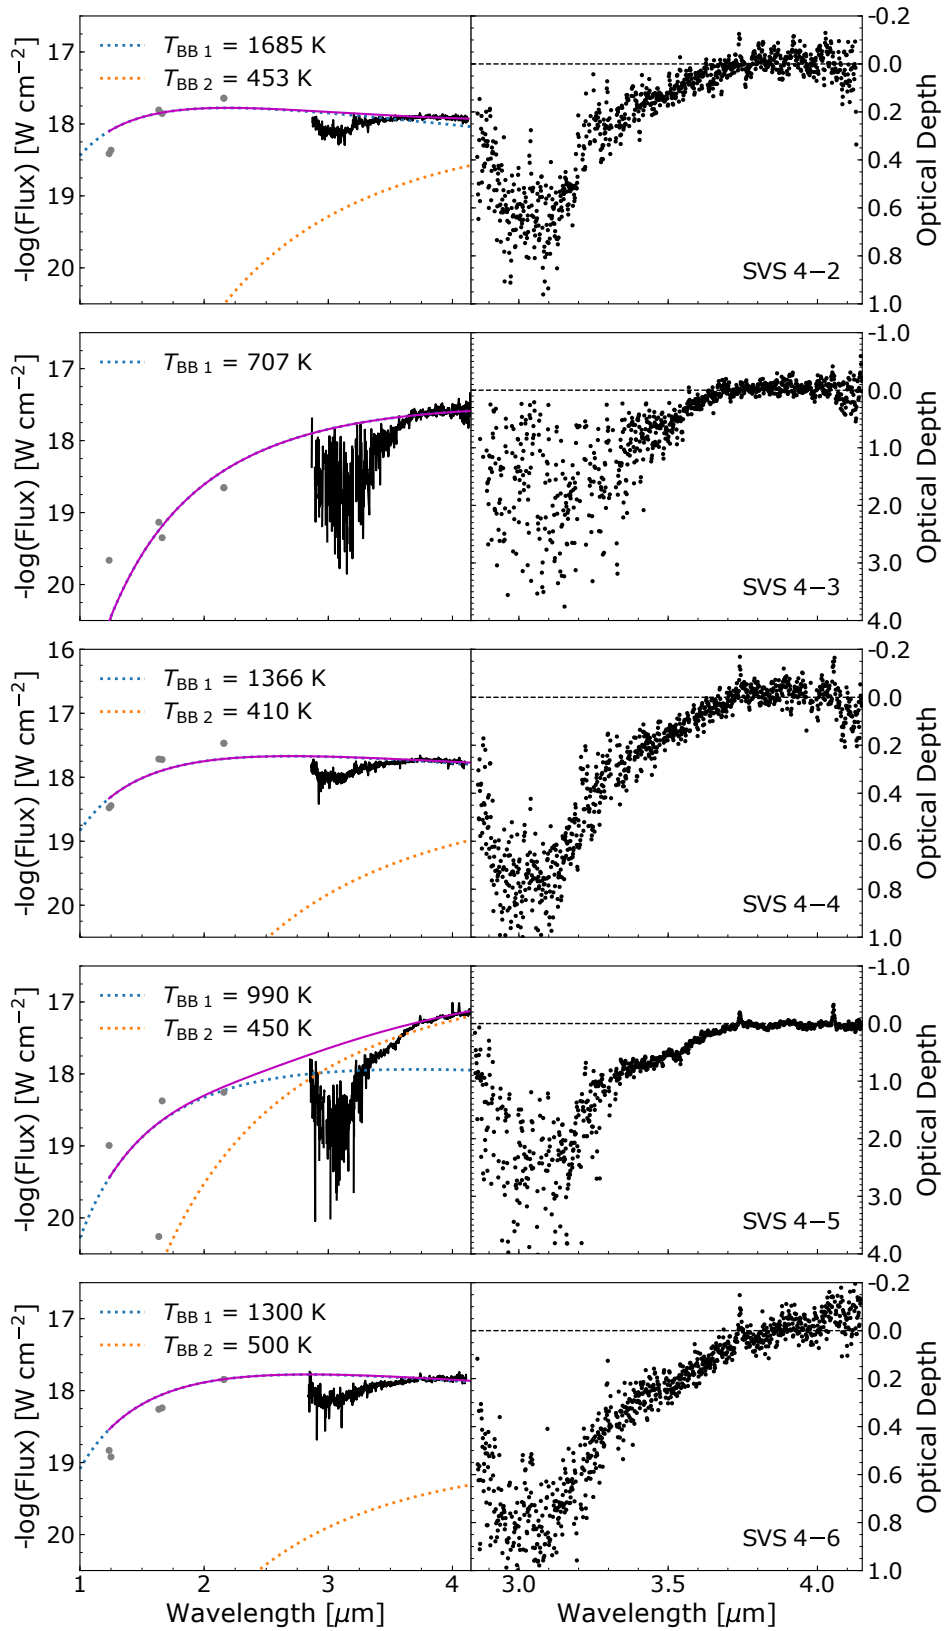 -log(Flux) [W cm⁻²]
17
18
19
20
T_BB 1 = 1685 K
T_BB 2 = 453 K
SVS 4−2
-0.2
0.0
0.2
0.4
0.6
0.8
1.0
Optical Depth
-log(Flux) [W cm⁻²]
17
18
19
20
T_BB 1 = 707 K
SVS 4−3
-1.0
0.0
1.0
2.0
3.0
4.0
Optical Depth
-log(Flux) [W cm⁻²]
16
17
18
19
20
T_BB 1 = 1366 K
T_BB 2 = 410 K
SVS 4−4
-0.2
0.0
0.2
0.4
0.6
0.8
1.0
Optical Depth
-log(Flux) [W cm⁻²]
17
18
19
20
T_BB 1 = 990 K
T_BB 2 = 450 K
SVS 4−5
-1.0
0.0
1.0
2.0
3.0
4.0
Optical Depth
-log(Flux) [W cm⁻²]
17
18
19
20
T_BB 1 = 1300 K
T_BB 2 = 500 K
SVS 4−6
-0.2
0.0
0.2
0.4
0.6
0.8
1.0
Optical Depth
1 2 3 4
Wavelength [μm]
3.0 3.5 4.0
Wavelength [μm]